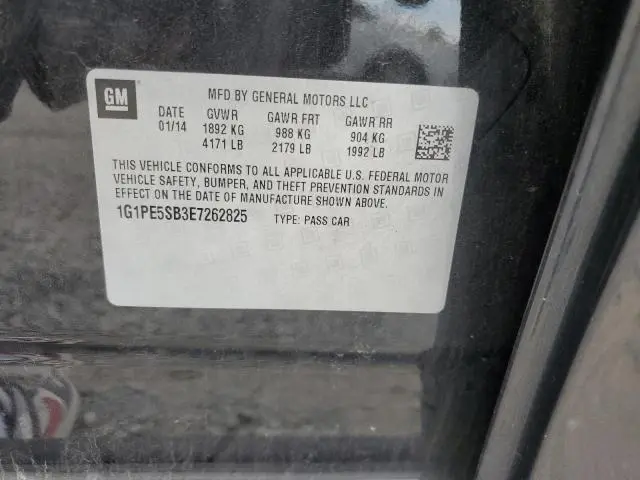 GM
MFD BY GENERAL MOTORS LLC
DATE GVWR GAWR FRT GAWR RR
01/14 1892 KG 988 KG 904 KG
4171 LB 2179 LB 1992 LB
THIS VEHICLE CONFORMS TO ALL APPLICABLE U.S. FEDERAL MOTOR
VEHICLE SAFETY, BUMPER, AND THEFT PREVENTION STANDARDS IN
EFFECT ON THE DATE OF MANUFACTURE SHOWN ABOVE.
1G1PE5SB3E7262825 TYPE: PASS CAR